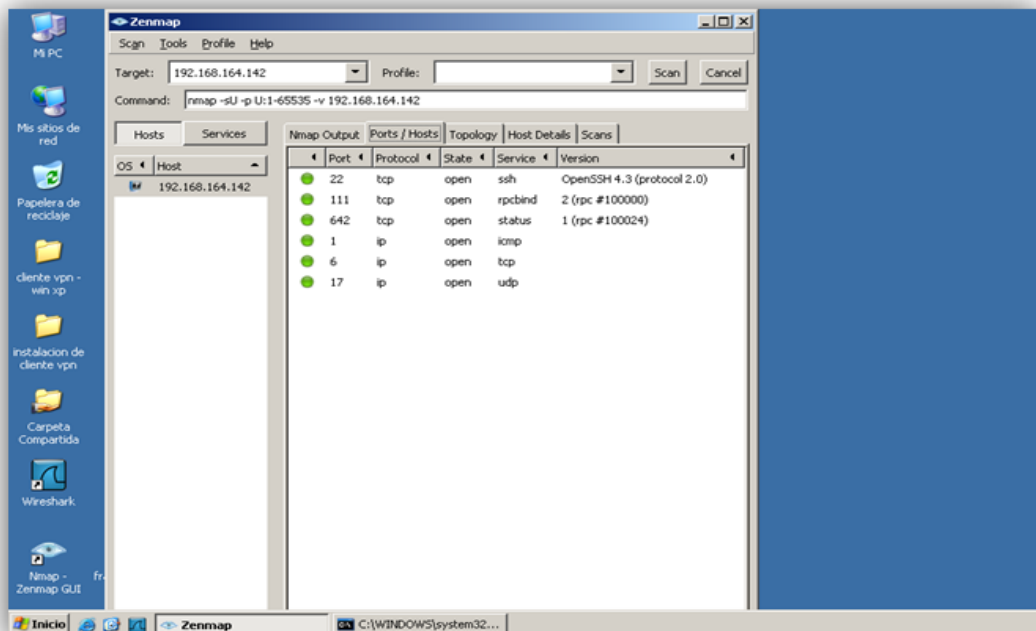 Mi PC
Mis sitios de
red
Papelera de
reciclaje
cliente vpn -
win xp
instalacion de
cliente vpn
Carpeta
Compartida
Wireshark
Nmap -
Zenmap GUI
fr
Zenmap
Scan Tools Profile Help
Target: 192.168.164.142 Profile: Scan Cancel
Command: nmap -sU -p U:1-65535 -v 192.168.164.142
Hosts Services
OS Host
192.168.164.142
Nmap Output Ports / Hosts Topology Host Details Scans
Port Protocol State Service Version
22 tcp open ssh OpenSSH 4.3 (protocol 2.0)
111 tcp open rpcbind 2 (rpc #100000)
642 tcp open status 1 (rpc #100024)
1 ip open icmp
6 ip open tcp
17 ip open udp
Inicio Zenmap C:\WINDOWS\system32...